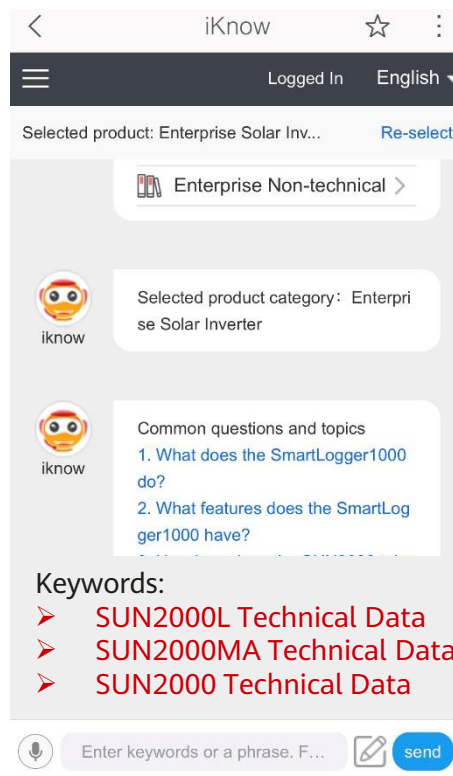 iKnow
Logged In English
Selected product: Enterprise Solar Inv... Re-select
Enterprise Non-technical
Selected product category: Enterpri
se Solar Inverter
iknow
Common questions and topics
1. What does the SmartLogger1000
do?
iknow
2. What features does the SmartLog
ger1000 have?
Keywords:
SUN2000L Technical Data
SUN2000MA Technical Data
SUN2000 Technical Data
Enter keywords or a phrase. F... send